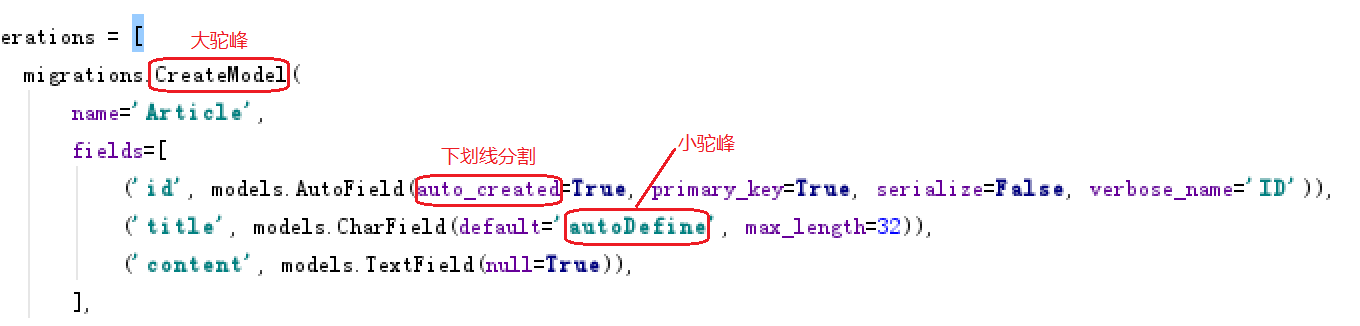 erations = [
大驼峰
migrations.CreateModel(
name='Article',
fields=[
下划线分割
小驼峰
('id', models.AutoField(auto_created=True, primary_key=True, serialize=False, verbose_name='ID')),
('title', models.CharField(default='autoDefine', max_length=32)),
('content', models.TextField(null=True)),
],